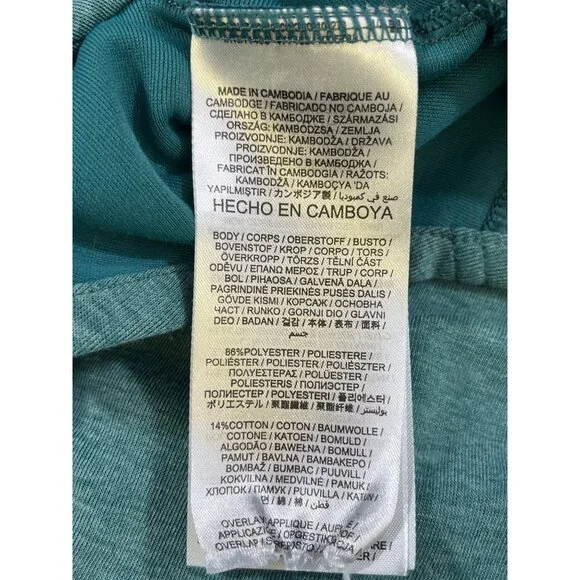 MADE IN CAMBODIA / FABRIQUE AU
CAMBODGE / FABRICADO NO CAMBOJA /
СДЕЛАНО В КАМБОДЖЕ / SZÁRMAZÁSI
ORSZÁG: KAMBODZSA / ZEMLJA
PROIZVODNJE: KAMBODŽA / DRŽAVA
PROIZVODNJE: KAMBODŽA /
ПРОИЗВЕДЕНО В КАМБОДЖА /
FABRICAT ÎN CAMBODGIA / RAŽOTS:
KAMBODŽĀ / KAMBOÇYA 'DA
YAPILMIŞTIR / カンボジア製 / صنع في كمبوديا
HECHO EN CAMBOYA
BODY / CORPS / OBERSTOFF / BUSTO /
BOVENSTOF / KROP / CORPO / TORS /
ÖVERKROPP / TÖRZS / TĚLNÍ ČÁST
ODĚVU / ΕΠΑΝΩ ΜΕΡΟΣ / TRUP / CORP /
BOL / PIHAOSA / GALVENĀ DAĻA /
PAGRINDINĖ PRIEKINĖS PUSĖS DALIS /
GÖVDE KISMI / КОРСАЖ / ОСНОВНА
ЧАСТ / RUNKO / GORNJI DIO / GLAVNI
DEO / BADAN / 겉감 / 本体 / 表布 / 面料 /
جسم
86%POLYESTER / POLIESTERE /
POLIÉSTER / POLIESTER / POLIÉSZTER /
ΠΟΛΥΕΣΤΕΡΑΣ / POLÜESTER /
POLIESTERIS / ПОЛИЭСТЕР /
POLYESTERI / 폴리에스터 /
ポリエステル / 聚酯纖維 / 聚酯纤维 / بوليستر
14%COTTON / COTON / BAUMWOLLE /
COTONE / KATOEN / BOMULD /
ALGODÃO / BAWEŁNA / BOMULL /
PAMUT / BAVLNA / ΒΑΜΒΑΚΕΡΟ /
BOMBAŽ / BUMBAC / PUUVILL /
KOKVILNA / MEDVILNĖ / PAMUK /
ХЛОПОК / ПАМУК / PUUVILLA /
면 / 綿 / 棉 / قطن
OVERLAY APPLIQUE /
OVERLAP /